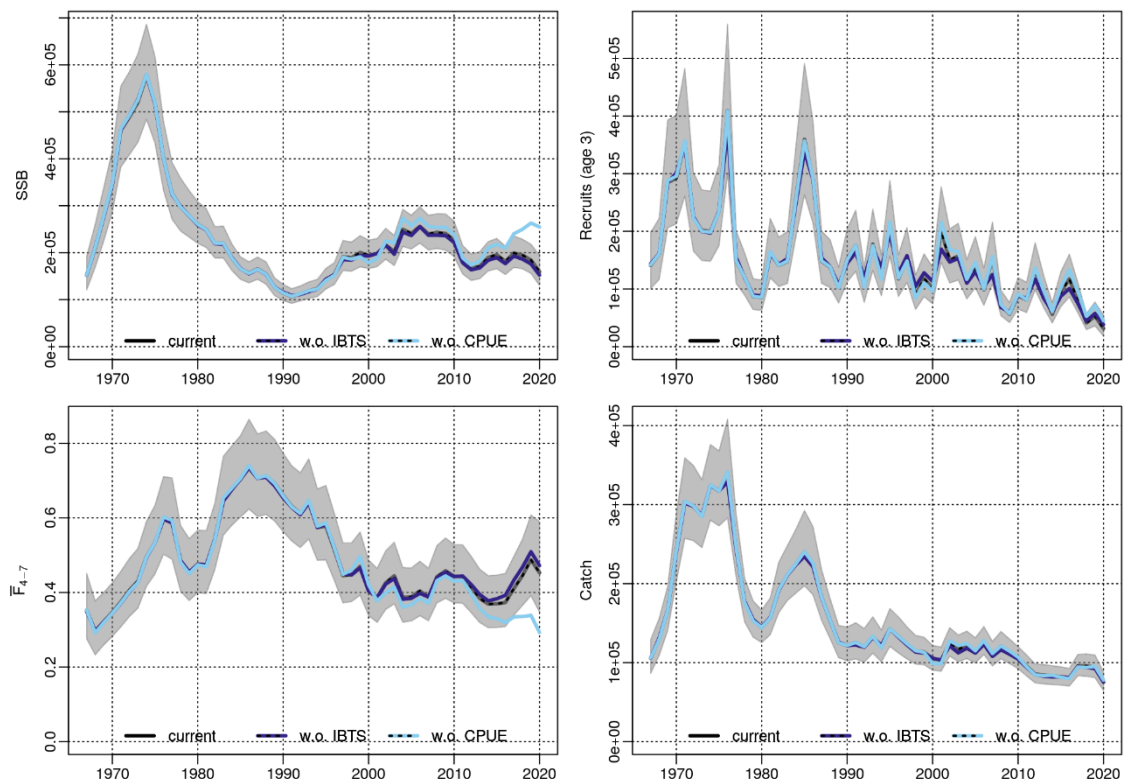 SSB
0e+00 2e+05 4e+05 6e+05
current w.o. IBTS w.o. CPUE
1970 1980 1990 2000 2010 2020
Recruits (age 3)
0e+00 1e+05 2e+05 3e+05 4e+05 5e+05
current w.o. IBTS w.o. CPUE
1970 1980 1990 2000 2010 2020
F̅₄₋₇
0.0 0.2 0.4 0.6 0.8
current w.o. IBTS w.o. CPUE
1970 1980 1990 2000 2010 2020
Catch
0e+00 1e+05 2e+05 3e+05 4e+05
current w.o. IBTS w.o. CPUE
1970 1980 1990 2000 2010 2020